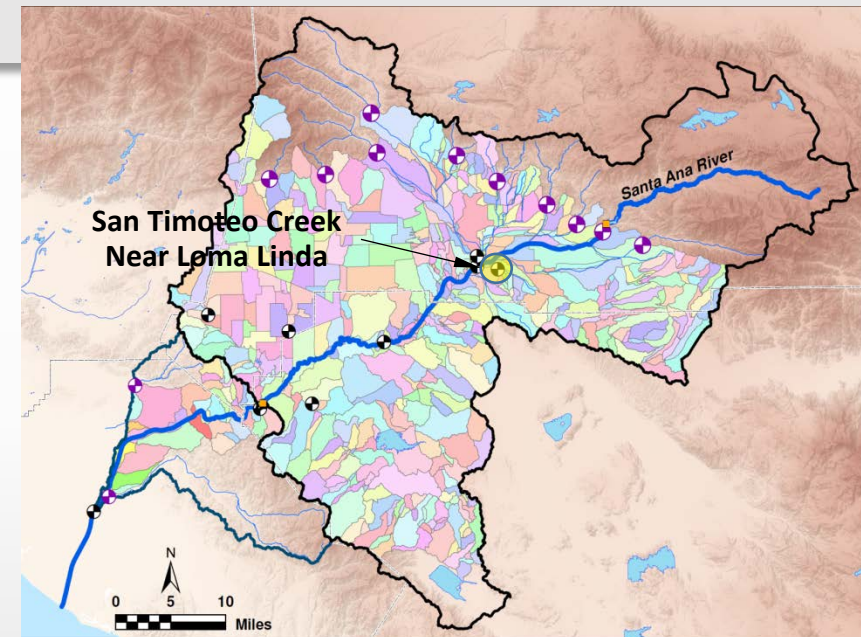 Santa Ana River
San Timoteo Creek
Near Loma Linda
N
0 5 10
Miles